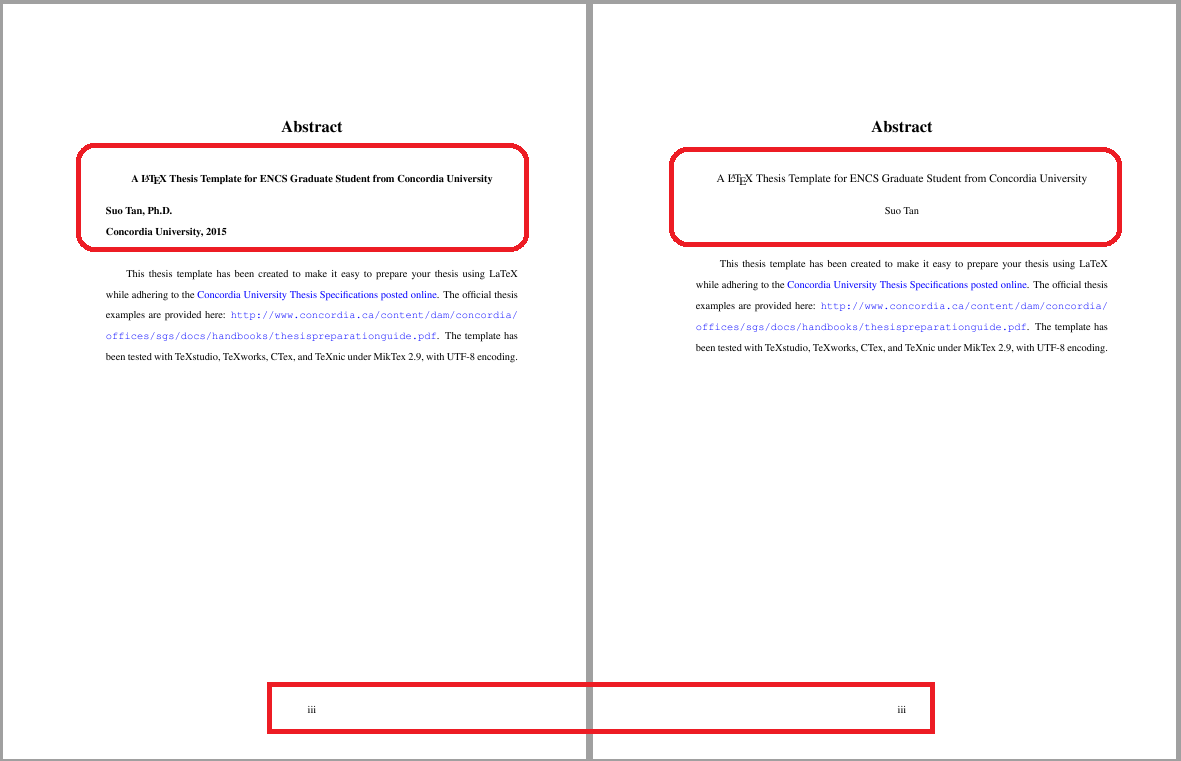 Abstract
A LATEX Thesis Template for ENCS Graduate Student from Concordia University
Suo Tan, Ph.D.
Concordia University, 2015
This thesis template has been created to make it easy to prepare your thesis using LaTeX
while adhering to the Concordia University Thesis Specifications posted online. The official thesis
examples are provided here: http://www.concordia.ca/content/dam/concordia/
offices/sgs/docs/handbooks/thesispreparationguide.pdf. The template has
been tested with TeXstudio, TeXworks, CTex, and TeXnic under MikTex 2.9, with UTF-8 encoding.
iii
Abstract
A LATEX Thesis Template for ENCS Graduate Student from Concordia University
Suo Tan
This thesis template has been created to make it easy to prepare your thesis using LaTeX
while adhering to the Concordia University Thesis Specifications posted online. The official thesis
examples are provided here: http://www.concordia.ca/content/dam/concordia/
offices/sgs/docs/handbooks/thesispreparationguide.pdf. The template has
been tested with TeXstudio, TeXworks, CTex, and TeXnic under MikTex 2.9, with UTF-8 encoding.
iii